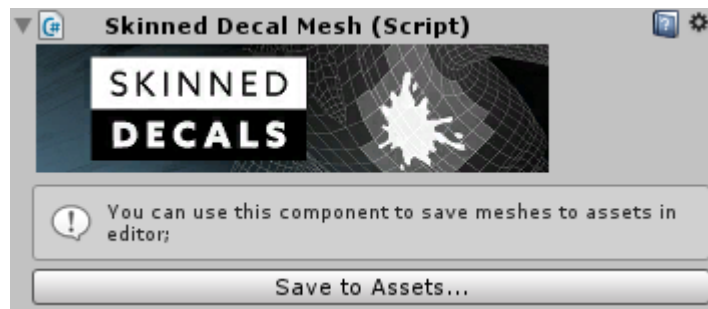 Skinned Decal Mesh (Script)
SKINNED
DECALS
You can use this component to save meshes to assets in
editor;
Save to Assets...